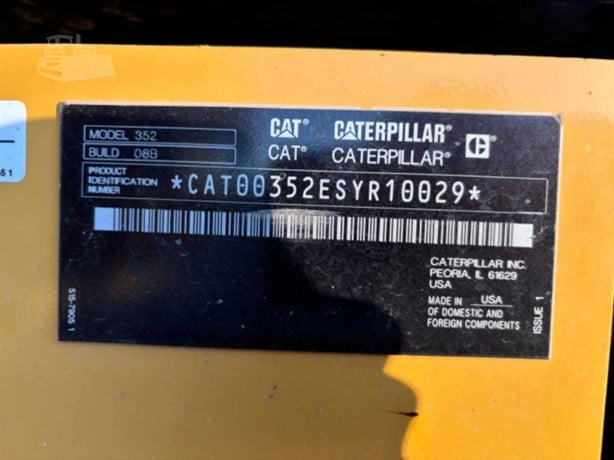 MODEL 352
BUILD 08B
CAT® CATERPILLAR® C
CAT® CATERPILLAR®
PRODUCT
IDENTIFICATION
NUMBER
*CAT00352ESYR10029*
CATERPILLAR INC.
PEORIA, IL 61629
USA
MADE IN USA
OF DOMESTIC AND
FOREIGN COMPONENTS
ISSUE 1
515-7905 1